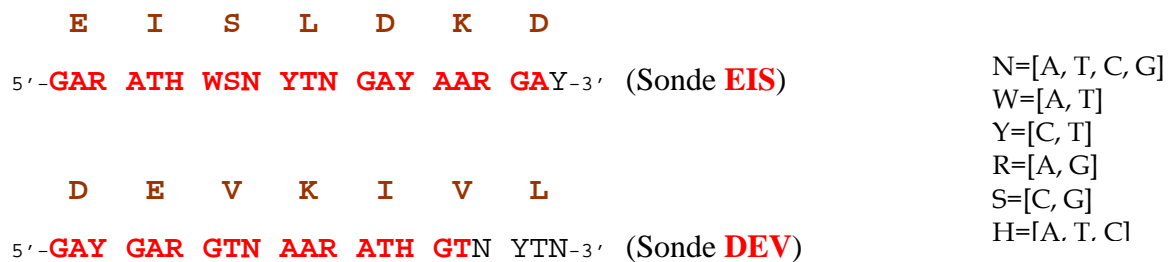 E I S L D K D
5’-GAR ATH WSN YTN GAY AAR GAY-3’ (Sonde EIS)
D E V K I V L
5’-GAY GAR GTN AAR ATH GTN YTN-3’ (Sonde DEV)
N=[A, T, C, G]
W=[A, T]
Y=[C, T]
R=[A, G]
S=[C, G]
H=[A, T, C]